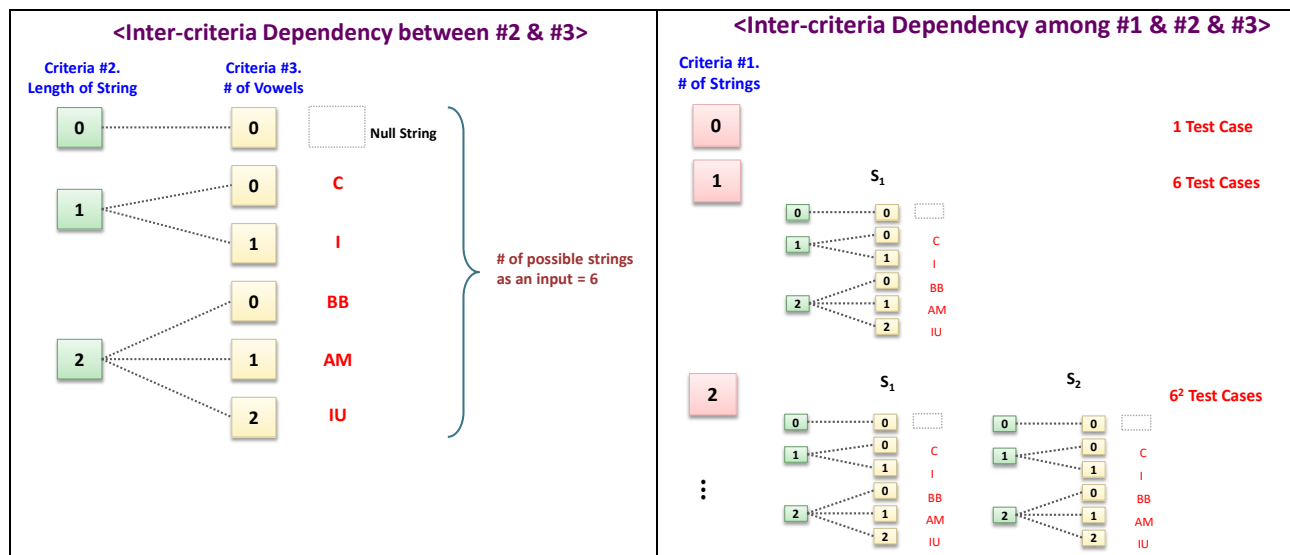 <Inter-criteria Dependency between #2 & #3>
Criteria #2.
Length of String
Criteria #3.
# of Vowels
0
0
Null String
1
0
C
1
I
2
0
BB
1
AM
2
IU
# of possible strings
as an input = 6
<Inter-criteria Dependency among #1 & #2 & #3>
Criteria #1.
# of Strings
0
1 Test Case
1
S1
6 Test Cases
0
0
1
0
C
1
I
2
0
BB
1
AM
2
IU
2
S1
S2
6² Test Cases
0
0
1
0
C
1
I
2
0
BB
1
AM
2
IU
0
0
1
0
C
1
I
2
0
BB
1
AM
2
IU
⋮